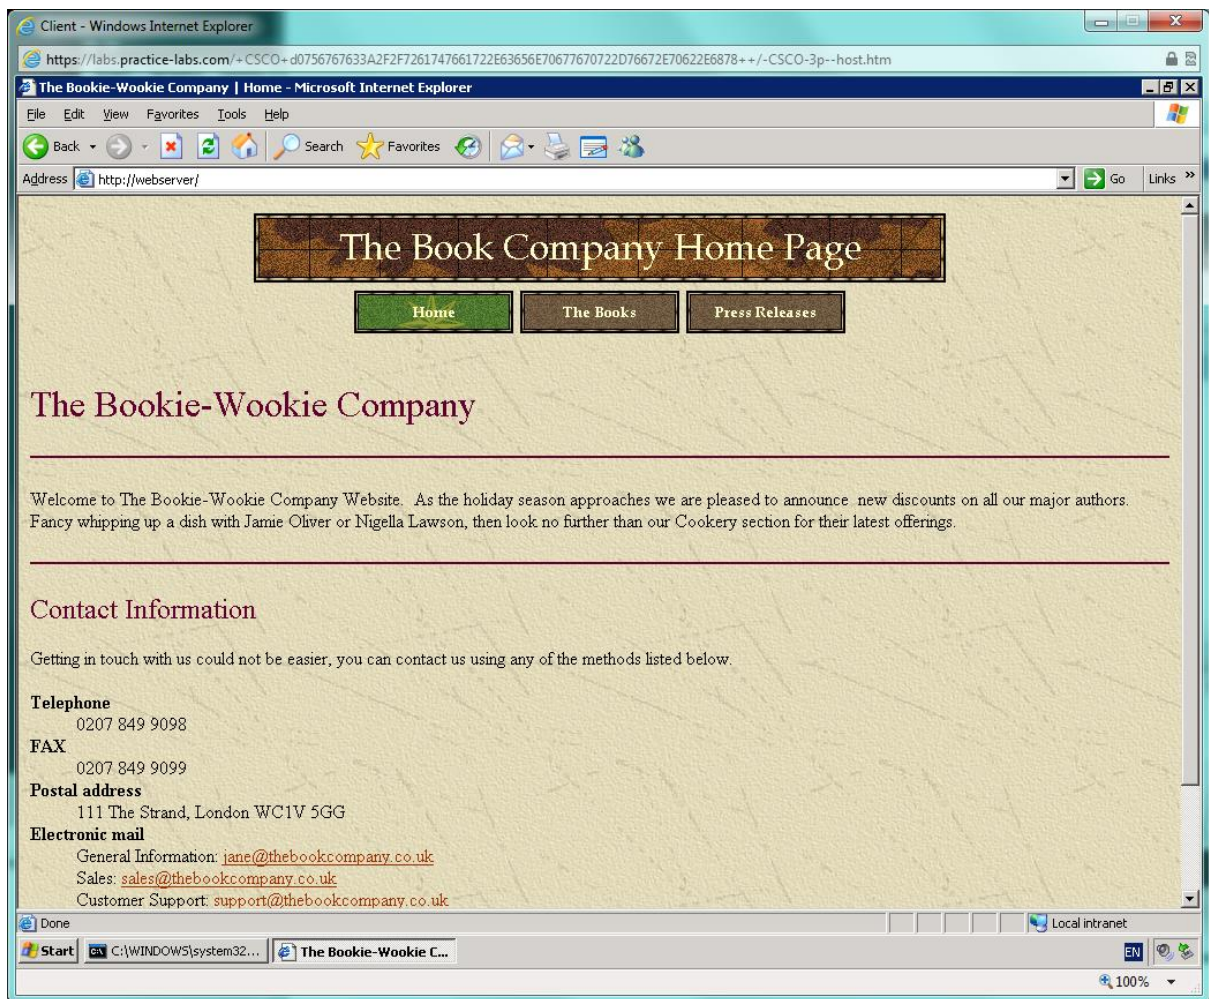 Client - Windows Internet Explorer
https://labs.practice-labs.com/+CSCO+d0756767633A2F2F7261747661722E63656E70677670722D76672E70622E6878++/-CSCO-3p--host.htm
The Bookie-Wookie Company | Home - Microsoft Internet Explorer
File Edit View Favorites Tools Help
Back Search Favorites
Address http://webserver/ Go Links »
The Book Company Home Page
Home The Books Press Releases
The Bookie-Wookie Company
Welcome to The Bookie-Wookie Company Website. As the holiday season approaches we are pleased to announce new discounts on all our major authors.
Fancy whipping up a dish with Jamie Oliver or Nigella Lawson, then look no further than our Cookery section for their latest offerings.
Contact Information
Getting in touch with us could not be easier, you can contact us using any of the methods listed below.
Telephone
0207 849 9098
FAX
0207 849 9099
Postal address
111 The Strand, London WC1V 5GG
Electronic mail
General Information: jane@thebookcompany.co.uk
Sales: sales@thebookcompany.co.uk
Customer Support: support@thebookcompany.co.uk
Done Local intranet
Start C:\WINDOWS\system32... The Bookie-Wookie C... EN
100%